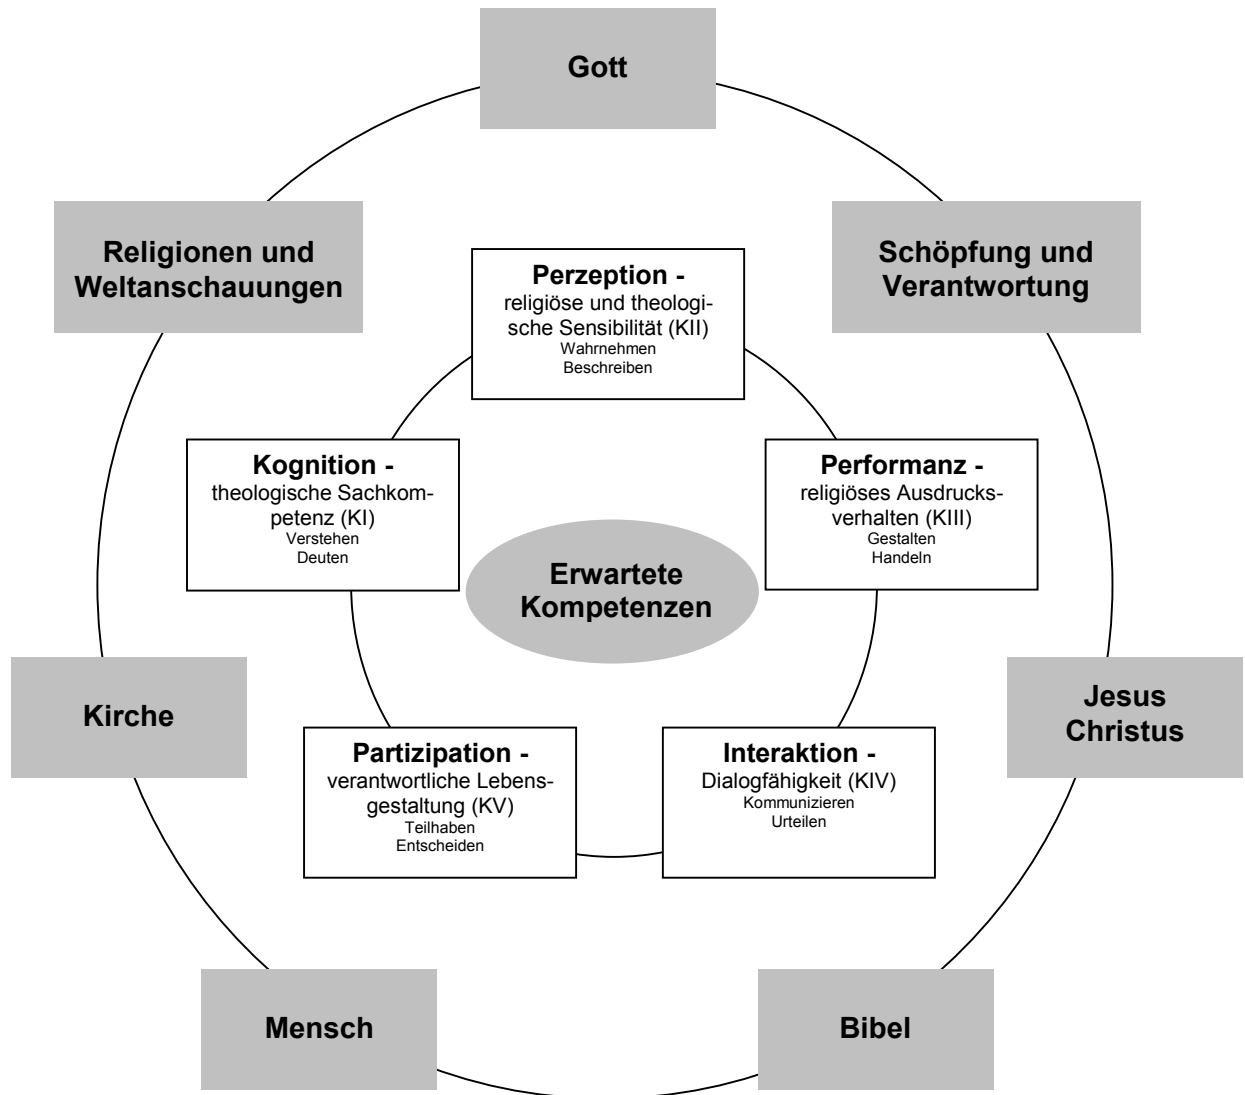 Gott
Religionen und
Weltanschauungen
Schöpfung und
Verantwortung
Perzeption -
religiöse und theologi-
sche Sensibilität (KII)
Wahrnehmen
Beschreiben
Kognition -
theologische Sachkom-
petenz (KI)
Verstehen
Deuten
Performanz -
religiöses Ausdrucks-
verhalten (KIII)
Gestalten
Handeln
Erwartete
Kompetenzen
Kirche
Jesus
Christus
Partizipation -
verantwortliche Lebens-
gestaltung (KV)
Teilhaben
Entscheiden
Interaktion -
Dialogfähigkeit (KIV)
Kommunizieren
Urteilen
Mensch
Bibel